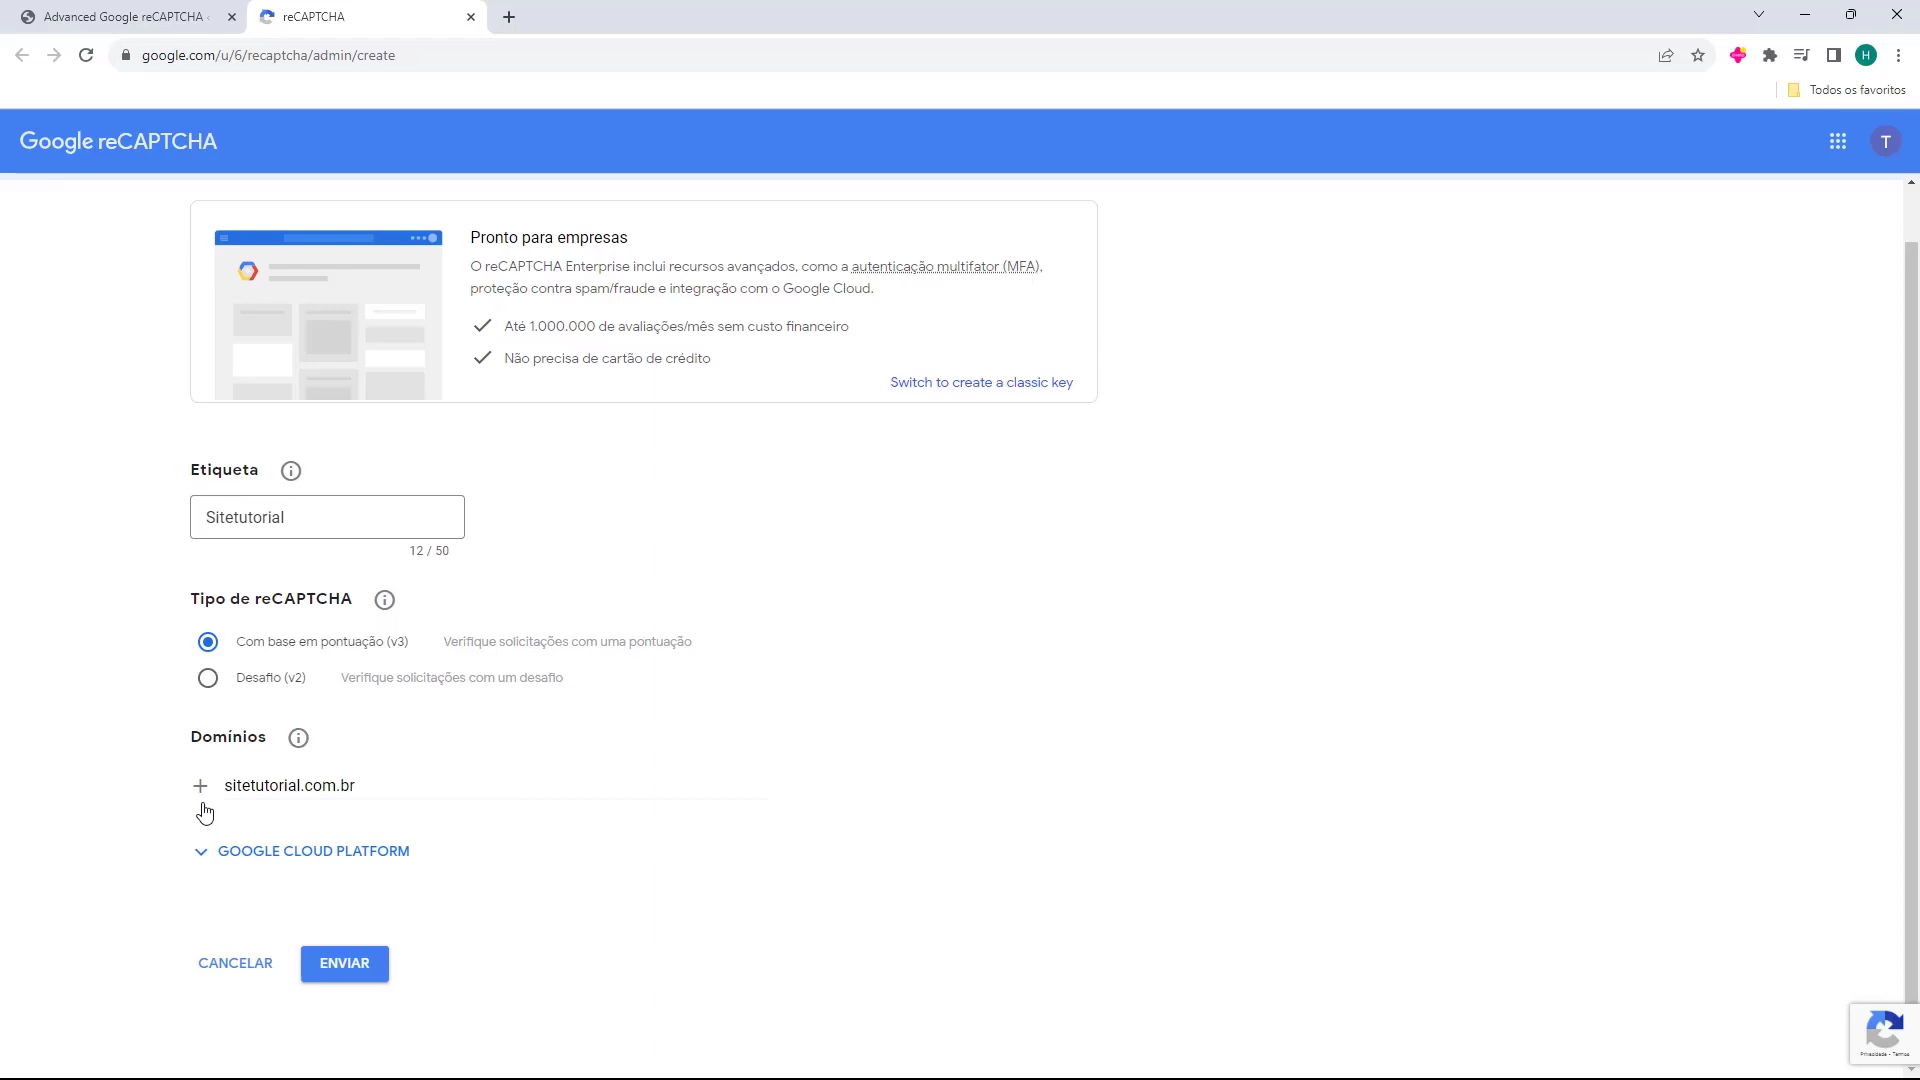 Advanced Google reCAPTCHA
reCAPTCHA
google.com/u/6/recaptcha/admin/create
H
Todos os favoritos
Google reCAPTCHA
T
Pronto para empresas
O reCAPTCHA Enterprise inclui recursos avançados, como a autenticação multifator (MFA),
proteção contra spam/fraude e integração com o Google Cloud.
Até 1.000.000 de avaliações/mês sem custo financeiro
Não precisa de cartão de crédito
Switch to create a classic key
Etiqueta
Sitetutorial
12 / 50
Tipo de reCAPTCHA
Com base em pontuação (v3) Verifique solicitações com uma pontuação
Desafio (v2) Verifique solicitações com um desafio
Domínios
sitetutorial.com.br
GOOGLE CLOUD PLATFORM
CANCELAR ENVIAR
Privacidade - Termos